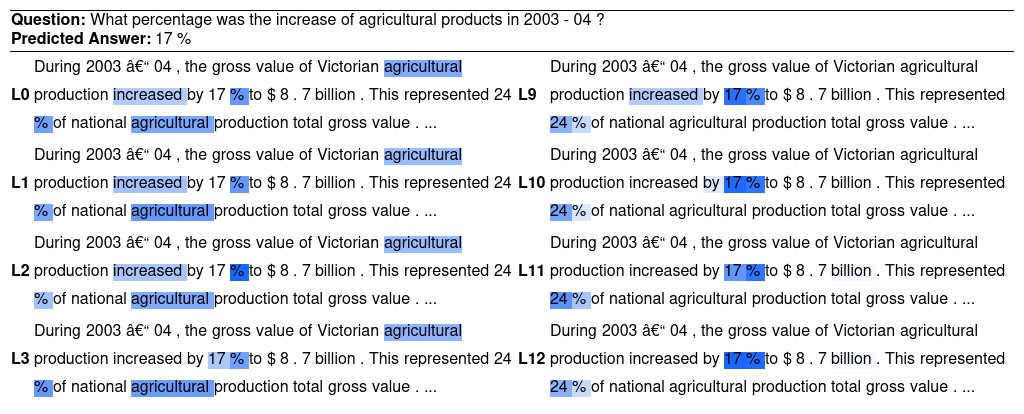 Question: What percentage was the increase of agricultural products in 2003 - 04 ?
Predicted Answer: 17 %
During 2003 â€“ 04 , the gross value of Victorian agricultural
L0 production increased by 17 % to $ 8 . 7 billion . This represented 24
% of national agricultural production total gross value . ...
During 2003 â€“ 04 , the gross value of Victorian agricultural
L1 production increased by 17 % to $ 8 . 7 billion . This represented 24
% of national agricultural production total gross value . ...
During 2003 â€“ 04 , the gross value of Victorian agricultural
L2 production increased by 17 % to $ 8 . 7 billion . This represented 24
% of national agricultural production total gross value . ...
During 2003 â€“ 04 , the gross value of Victorian agricultural
L3 production increased by 17 % to $ 8 . 7 billion . This represented 24
% of national agricultural production total gross value . ...
During 2003 â€“ 04 , the gross value of Victorian agricultural
L9 production increased by 17 % to $ 8 . 7 billion . This represented
24 % of national agricultural production total gross value . ...
During 2003 â€“ 04 , the gross value of Victorian agricultural
L10 production increased by 17 % to $ 8 . 7 billion . This represented
24 % of national agricultural production total gross value . ...
During 2003 â€“ 04 , the gross value of Victorian agricultural
L11 production increased by 17 % to $ 8 . 7 billion . This represented
24 % of national agricultural production total gross value . ...
During 2003 â€“ 04 , the gross value of Victorian agricultural
L12 production increased by 17 % to $ 8 . 7 billion . This represented
24 % of national agricultural production total gross value . ...